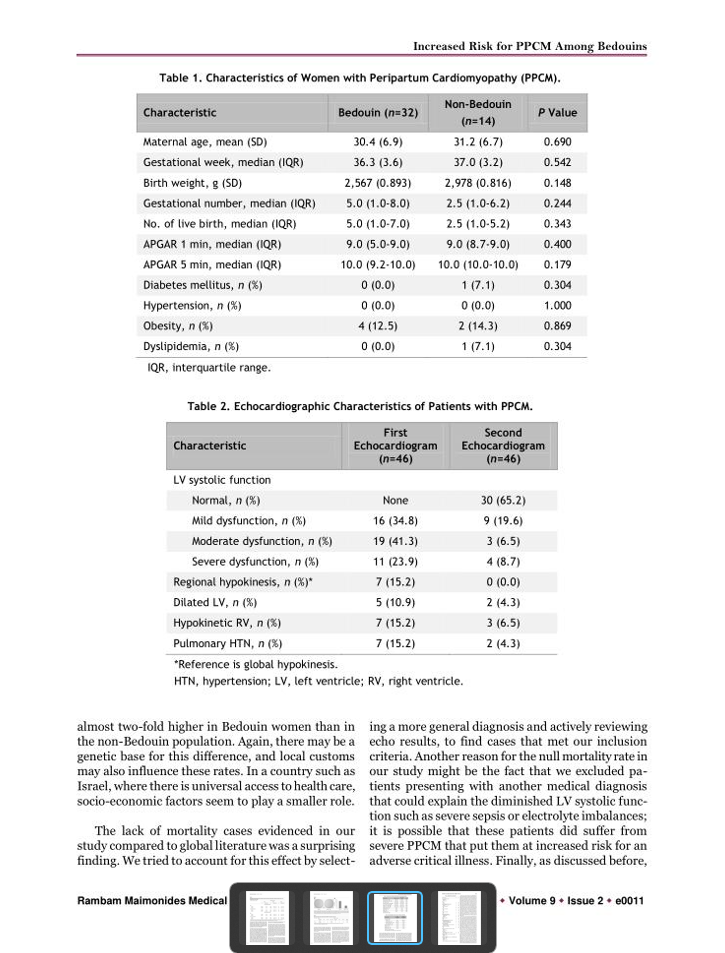 Increased Risk for PPCM Among Bedouins
Table 1. Characteristics of Women with Peripartum Cardiomyopathy (PPCM).
Characteristic Bedouin (n=32) Non-Bedouin (n=14) P Value
Maternal age, mean (SD) 30.4 (6.9) 31.2 (6.7) 0.690
Gestational week, median (IQR) 36.3 (3.6) 37.0 (3.2) 0.542
Birth weight, g (SD) 2,567 (0.893) 2,978 (0.816) 0.148
Gestational number, median (IQR) 5.0 (1.0-8.0) 2.5 (1.0-6.2) 0.244
No. of live birth, median (IQR) 5.0 (1.0-7.0) 2.5 (1.0-5.2) 0.343
APGAR 1 min, median (IQR) 9.0 (5.0-9.0) 9.0 (8.7-9.0) 0.400
APGAR 5 min, median (IQR) 10.0 (9.2-10.0) 10.0 (10.0-10.0) 0.179
Diabetes mellitus, n (%) 0 (0.0) 1 (7.1) 0.304
Hypertension, n (%) 0 (0.0) 0 (0.0) 1.000
Obesity, n (%) 4 (12.5) 2 (14.3) 0.869
Dyslipidemia, n (%) 0 (0.0) 1 (7.1) 0.304
IQR, interquartile range.
Table 2. Echocardiographic Characteristics of Patients with PPCM.
Characteristic First Echocardiogram (n=46) Second Echocardiogram (n=46)
LV systolic function
Normal, n (%) None 30 (65.2)
Mild dysfunction, n (%) 16 (34.8) 9 (19.6)
Moderate dysfunction, n (%) 19 (41.3) 3 (6.5)
Severe dysfunction, n (%) 11 (23.9) 4 (8.7)
Regional hypokinesis, n (%)* 7 (15.2) 0 (0.0)
Dilated LV, n (%) 5 (10.9) 2 (4.3)
Hypokinetic RV, n (%) 7 (15.2) 3 (6.5)
Pulmonary HTN, n (%) 7 (15.2) 2 (4.3)
*Reference is global hypokinesis.
HTN, hypertension; LV, left ventricle; RV, right ventricle.
almost two-fold higher in Bedouin women than in
the non-Bedouin population. Again, there may be a
genetic base for this difference, and local customs
may also influence these rates. In a country such as
Israel, where there is universal access to health care,
socio-economic factors seem to play a smaller role.
The lack of mortality cases evidenced in our
study compared to global literature was a surprising
finding. We tried to account for this effect by select-
ing a more general diagnosis and actively reviewing
echo results, to find cases that met our inclusion
criteria. Another reason for the null mortality rate in
our study might be the fact that we excluded pa-
tients presenting with another medical diagnosis
that could explain the diminished LV systolic func-
tion such as severe sepsis or electrolyte imbalances;
it is possible that these patients did suffer from
severe PPCM that put them at increased risk for an
adverse critical illness. Finally, as discussed before,
Rambam Maimonides Medical
♦ Volume 9 ♦ Issue 2 ♦ e0011